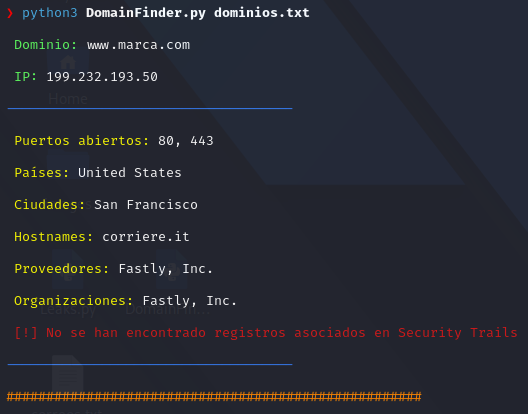 ❯ python3 DomainFinder.py dominios.txt
Dominio: www.marca.com
IP: 199.232.193.50
Home
Puertos abiertos: 80, 443
Países: United States
Ciudades: San Francisco
Hostnames: corriere.it
Proveedores: Fastly, Inc.
Organizaciones: Fastly, Inc.
[!] No se han encontrado registros asociados en Security Trails
####################################################